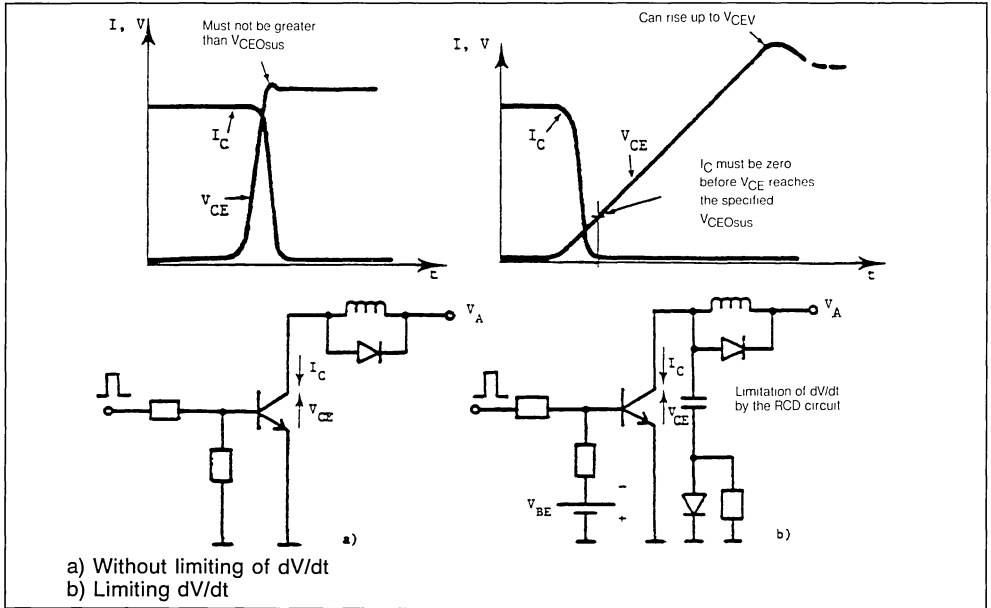 I, V
Must not be greater
than VCEOsus
IC
VCE
t
Can rise up to VCEV
I, V
IC
VCE
IC must be zero
before VCE reaches
the specified
VCEOsus
t
VA
IC
VCE
a)
VA
IC
VCE
Limitation of dV/dt
by the RCD circuit
VBE
-
+
b)
a) Without limiting of dV/dt
b) Limiting dV/dt